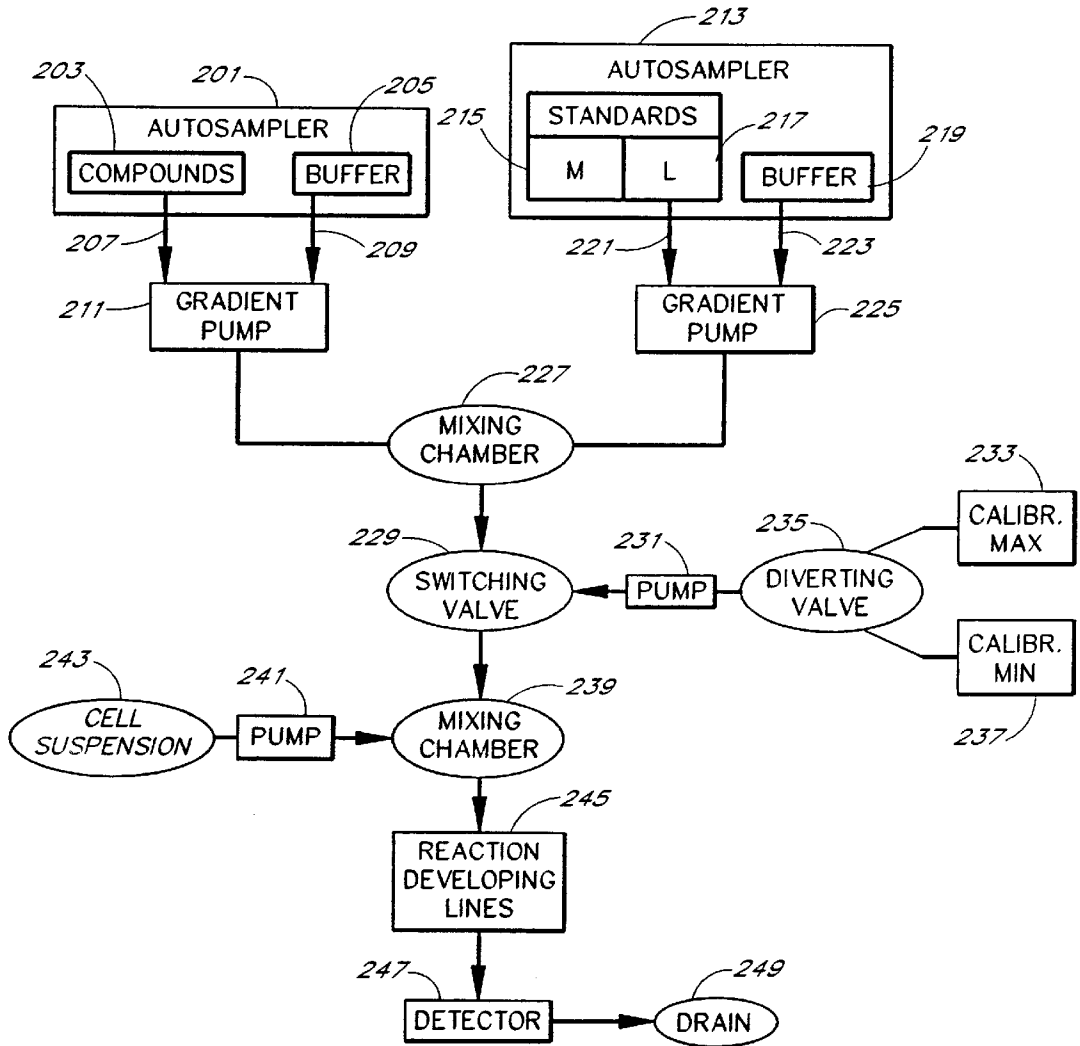 213
203
201
205
AUTOSAMPLER
AUTOSAMPLER
STANDARDS
215
217
219
COMPOUNDS
BUFFER
M
L
BUFFER
207
209
221
223
211
GRADIENT
PUMP
GRADIENT
PUMP
225
227
MIXING
CHAMBER
233
CALIBR.
MAX
229
231
235
SWITCHING
VALVE
PUMP
DIVERTING
VALVE
CALIBR.
MIN
237
243
241
239
CELL
SUSPENSION
PUMP
MIXING
CHAMBER
245
REACTION
DEVELOPING
LINES
247
249
DETECTOR
DRAIN